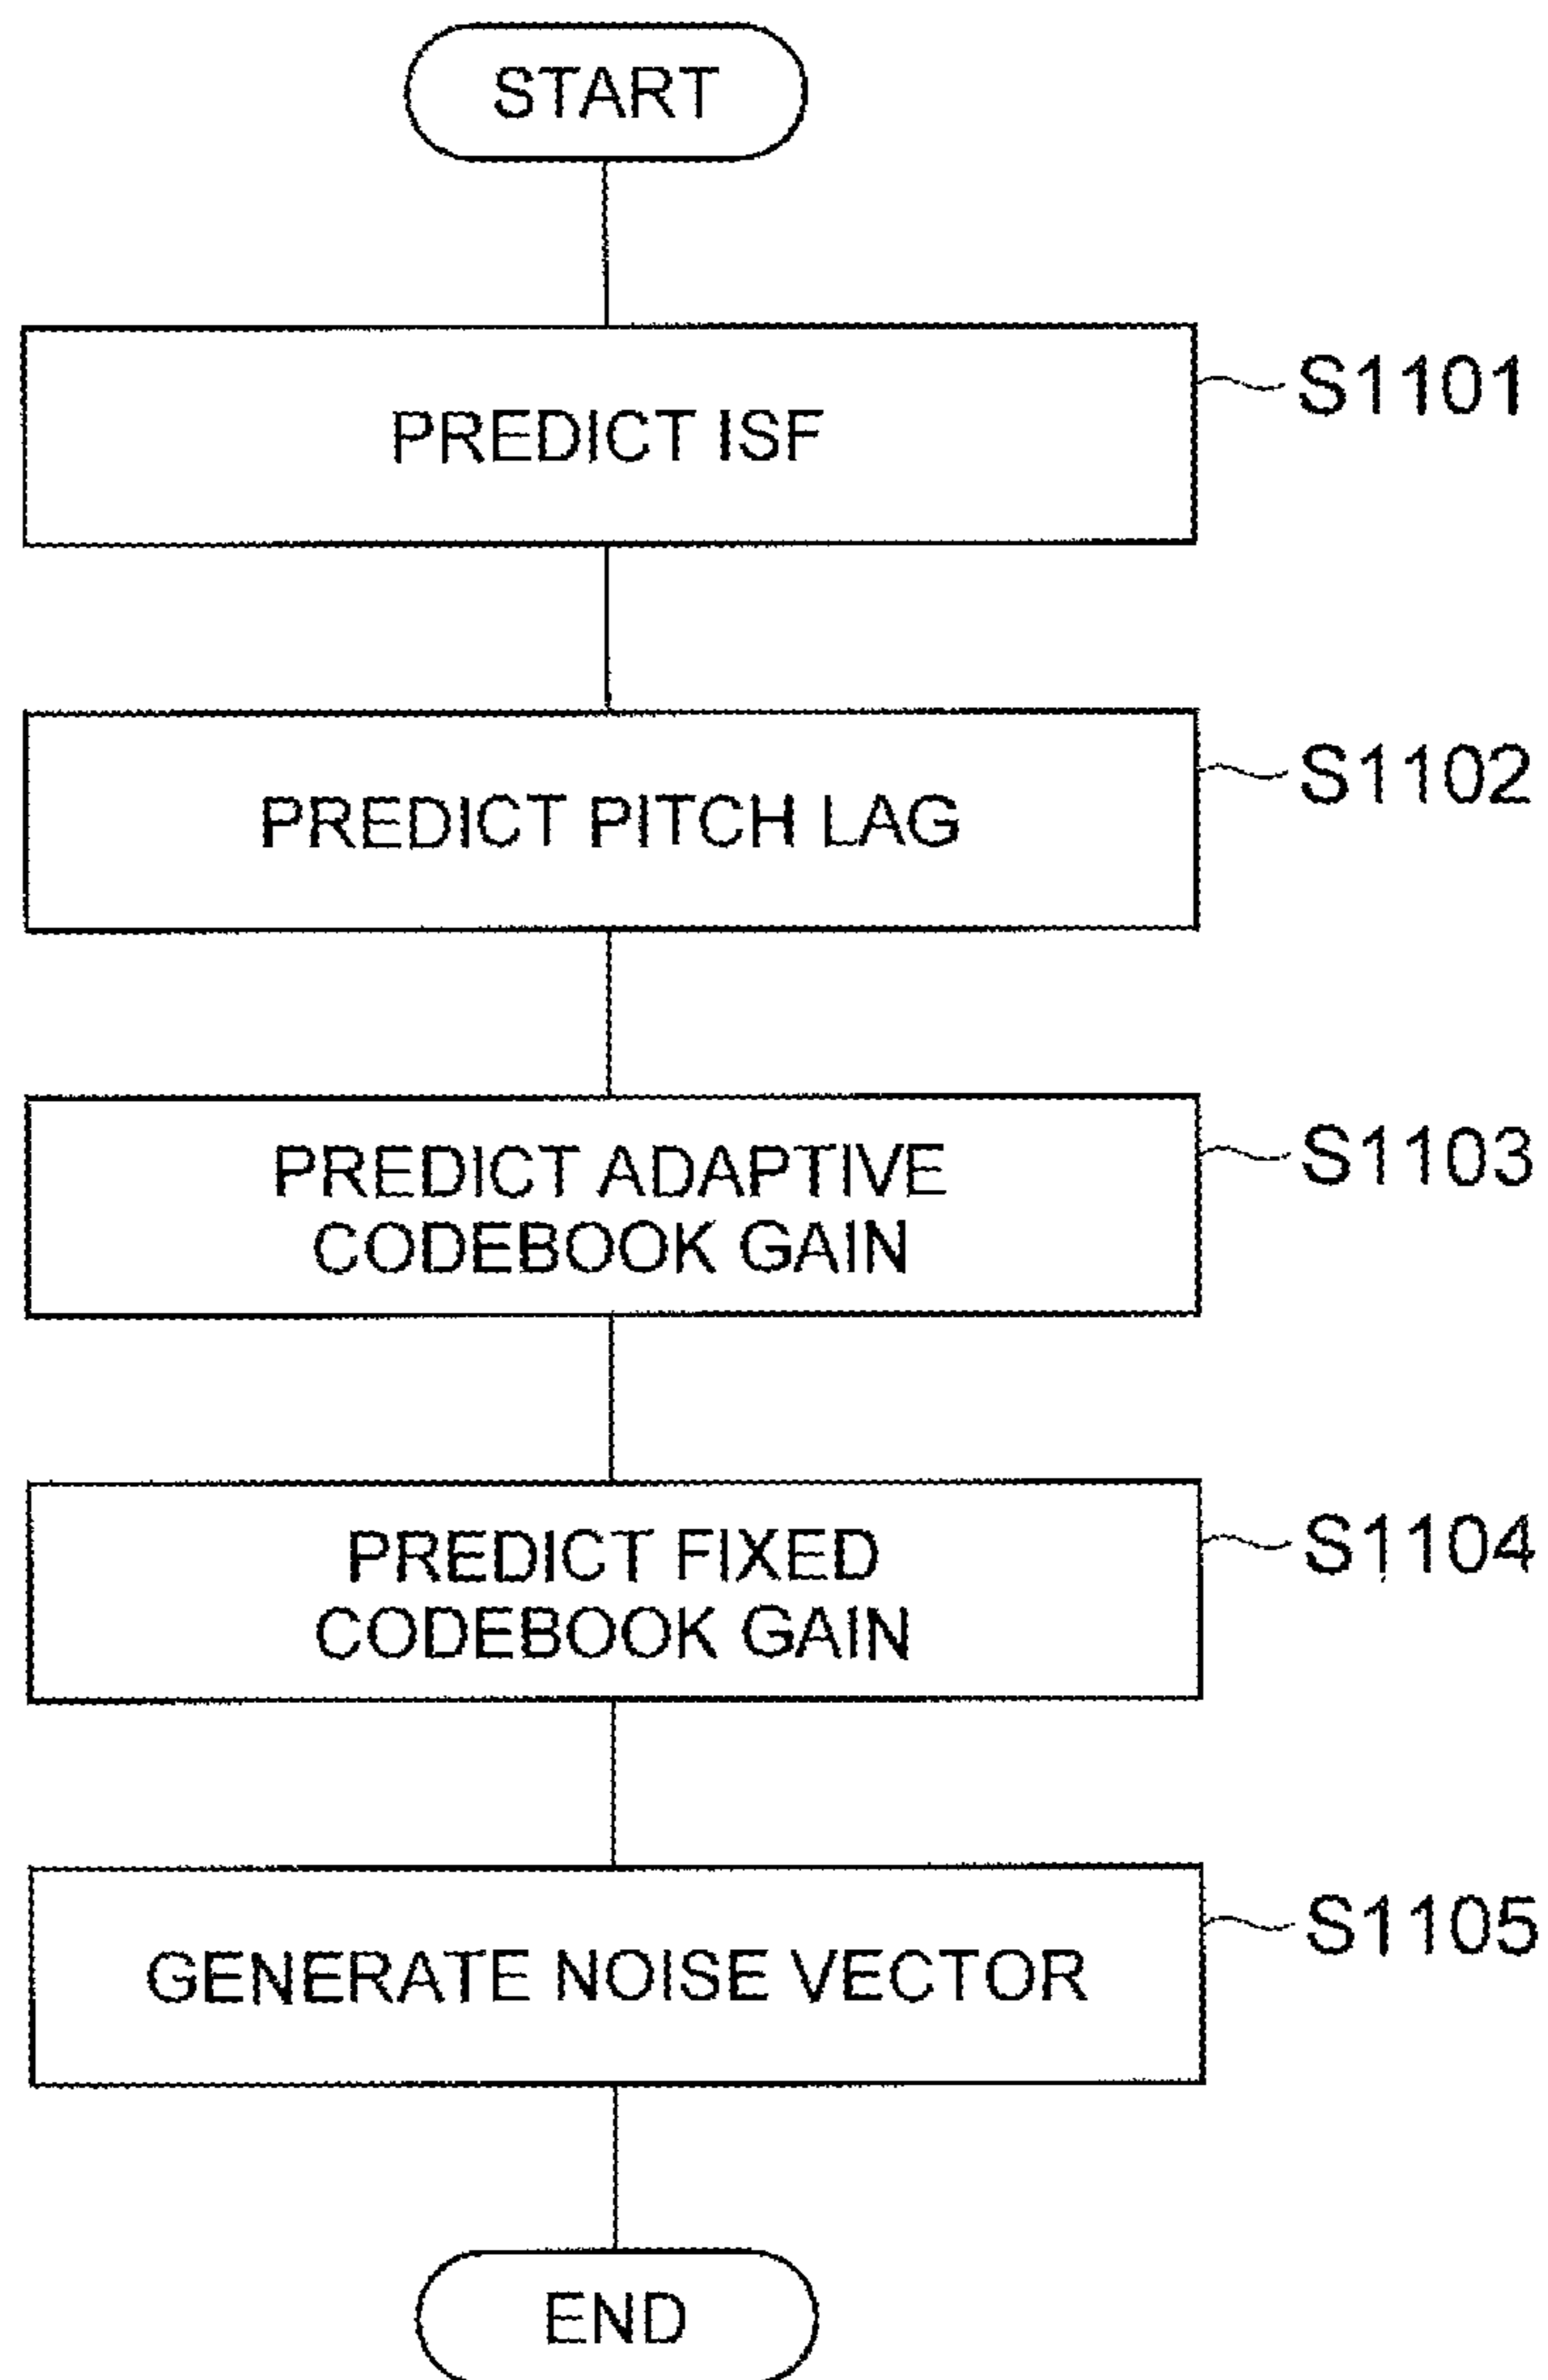 START
PREDICT ISF
S1101
PREDICT PITCH LAG
S1102
PREDICT ADAPTIVE
CODEBOOK GAIN
S1103
PREDICT FIXED
CODEBOOK GAIN
S1104
GENERATE NOISE VECTOR
S1105
END